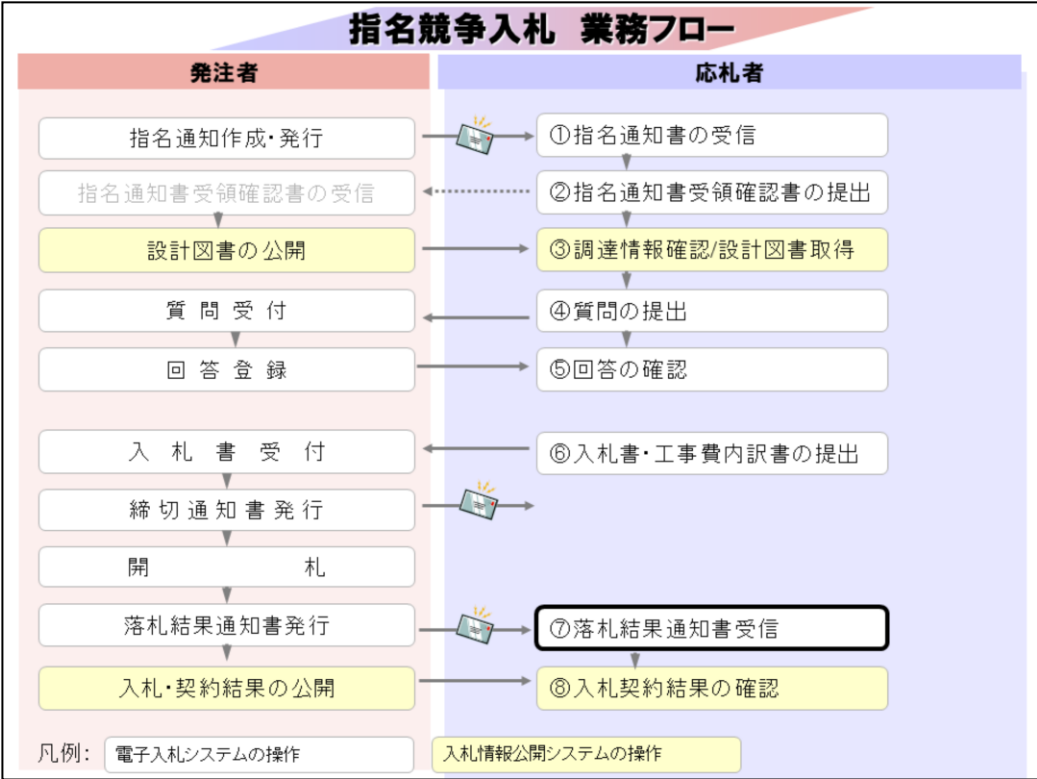 指名競争入札 業務フロー
発注者
応札者
指名通知作成・発行
①指名通知書の受信
指名通知書受領確認書の受信
②指名通知書受領確認書の提出
設計図書の公開
③調達情報確認/設計図書取得
質 問 受 付
④質問の提出
回 答 登 録
⑤回答の確認
入 札 書 受 付
⑥入札書・工事費内訳書の提出
締切通知書発行
開 札
落札結果通知書発行
⑦落札結果通知書受信
入札・契約結果の公開
⑧入札契約結果の確認
凡例： 電子入札システムの操作 入札情報公開システムの操作